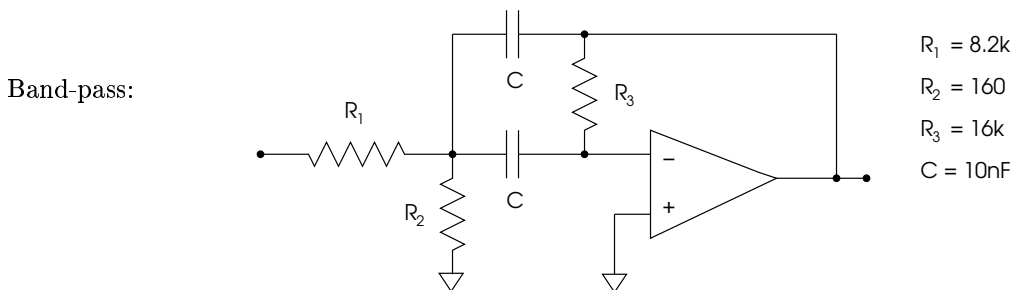 Band-pass:
R1
R2
C
C
R3
−
+
R1 = 8.2k
R2 = 160
R3 = 16k
C = 10nF